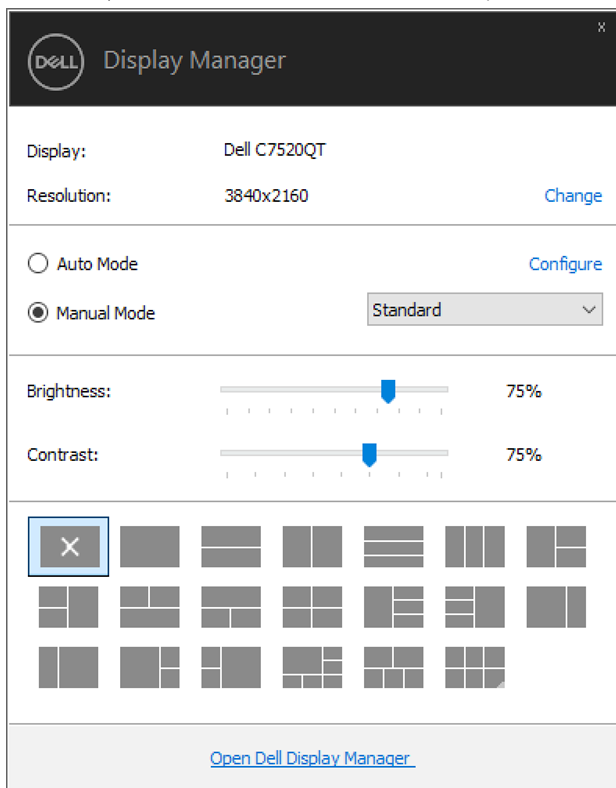 x
DELL Display Manager
Display: Dell C7520QT
Resolution: 3840x2160 Change
Auto Mode Configure
Manual Mode Standard
Brightness: 75%
Contrast: 75%
Open Dell Display Manager